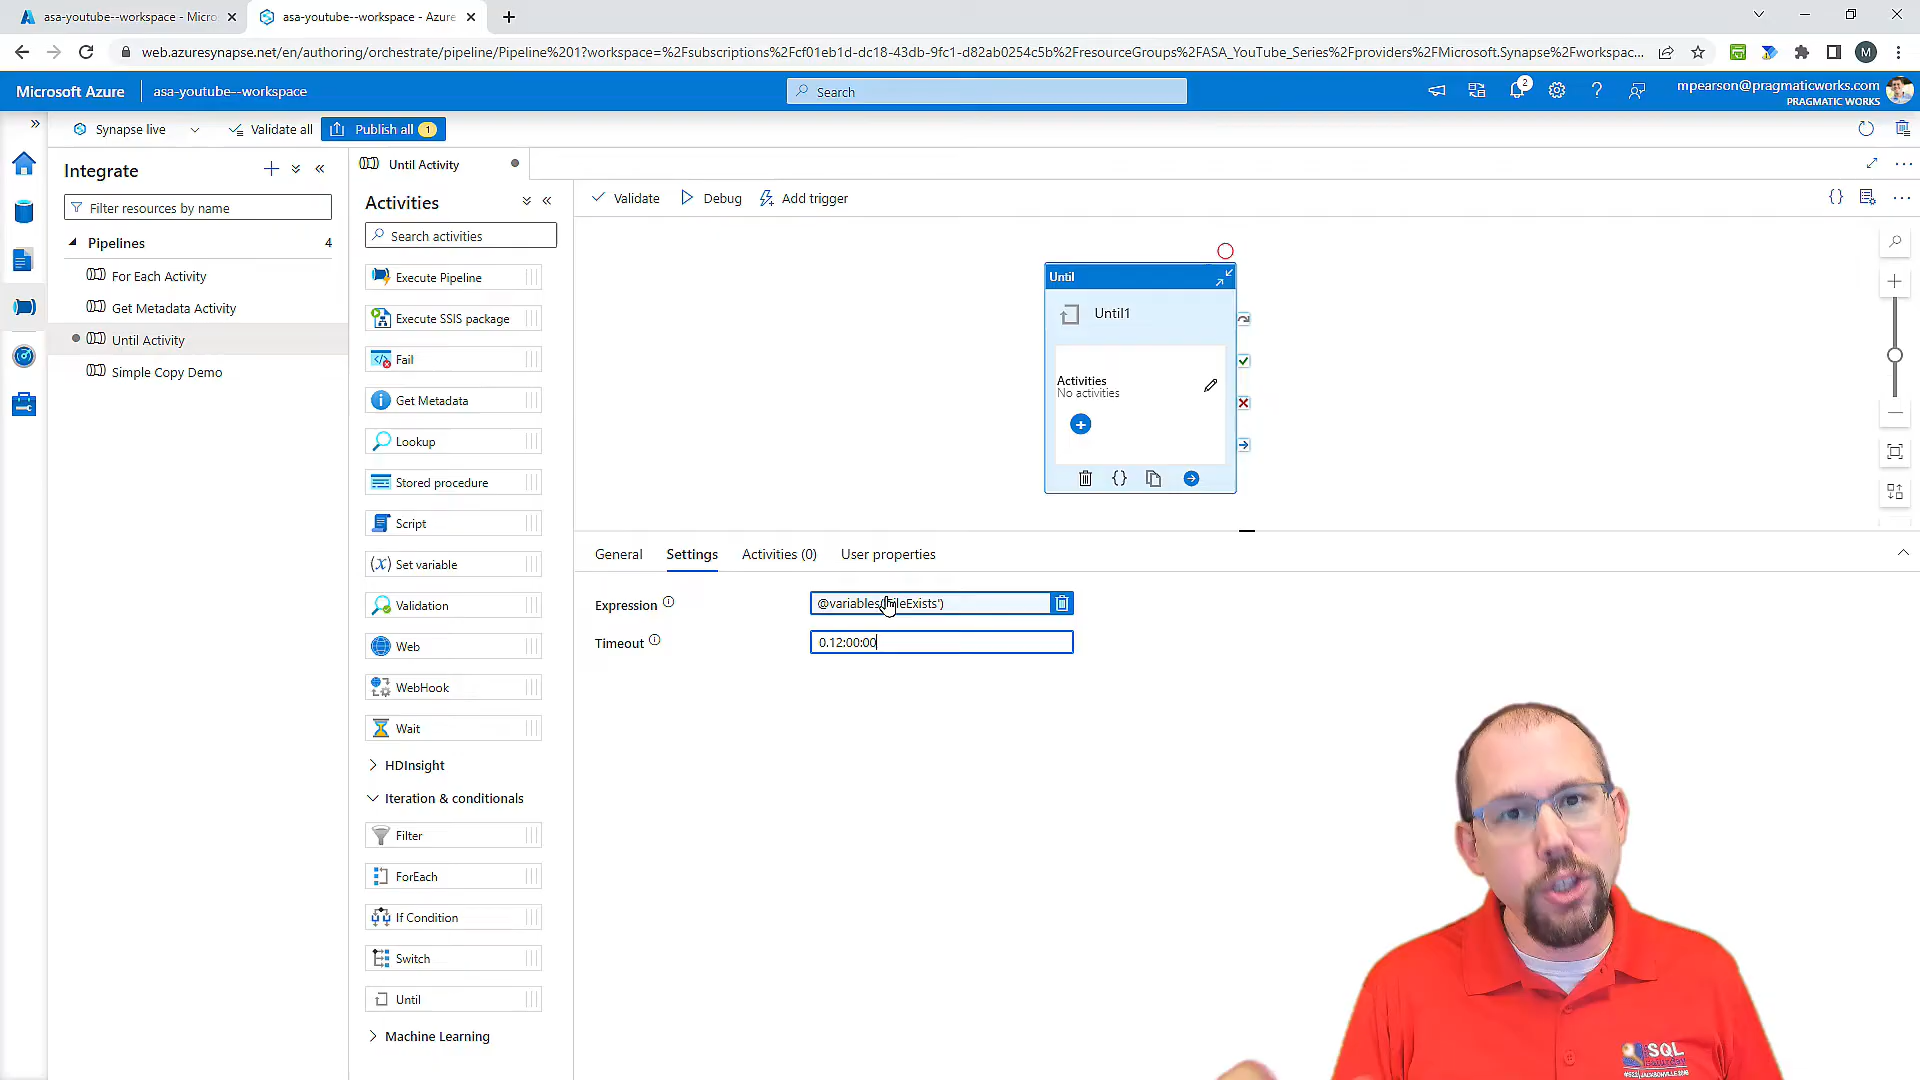 asa-youtube--workspace - Micro
asa-youtube--workspace - Azure
web.azuresynapse.net/en/authoring/orchestrate/pipeline/Pipeline%201?workspace=%2Fsubscriptions%2Fcf01eb1d-dc18-43db-9fc1-d82ab0254c5b%2FresourceGroups%2FASA_YouTube_Series%2Fproviders%2FMicrosoft.Synapse%2Fworkspac...
M
Microsoft Azure
asa-youtube--workspace
Search
2
mpearson@pragmaticworks.com
PRAGMATIC WORKS
Synapse live
Validate all
Publish all 1
Integrate
Filter resources by name
Pipelines 4
For Each Activity
Get Metadata Activity
Until Activity
Simple Copy Demo
Until Activity
Activities
Search activities
Execute Pipeline
Execute SSIS package
Fail
Get Metadata
Lookup
Stored procedure
Script
Set variable
Validation
Web
WebHook
Wait
HDInsight
Iteration & conditionals
Filter
ForEach
If Condition
Switch
Until
Machine Learning
Validate
Debug
Add trigger
Until
Until1
Activities
No activities
General
Settings
Activities (0)
User properties
Expression
@variables('FileExists')
Timeout
0.12:00:00
SQL